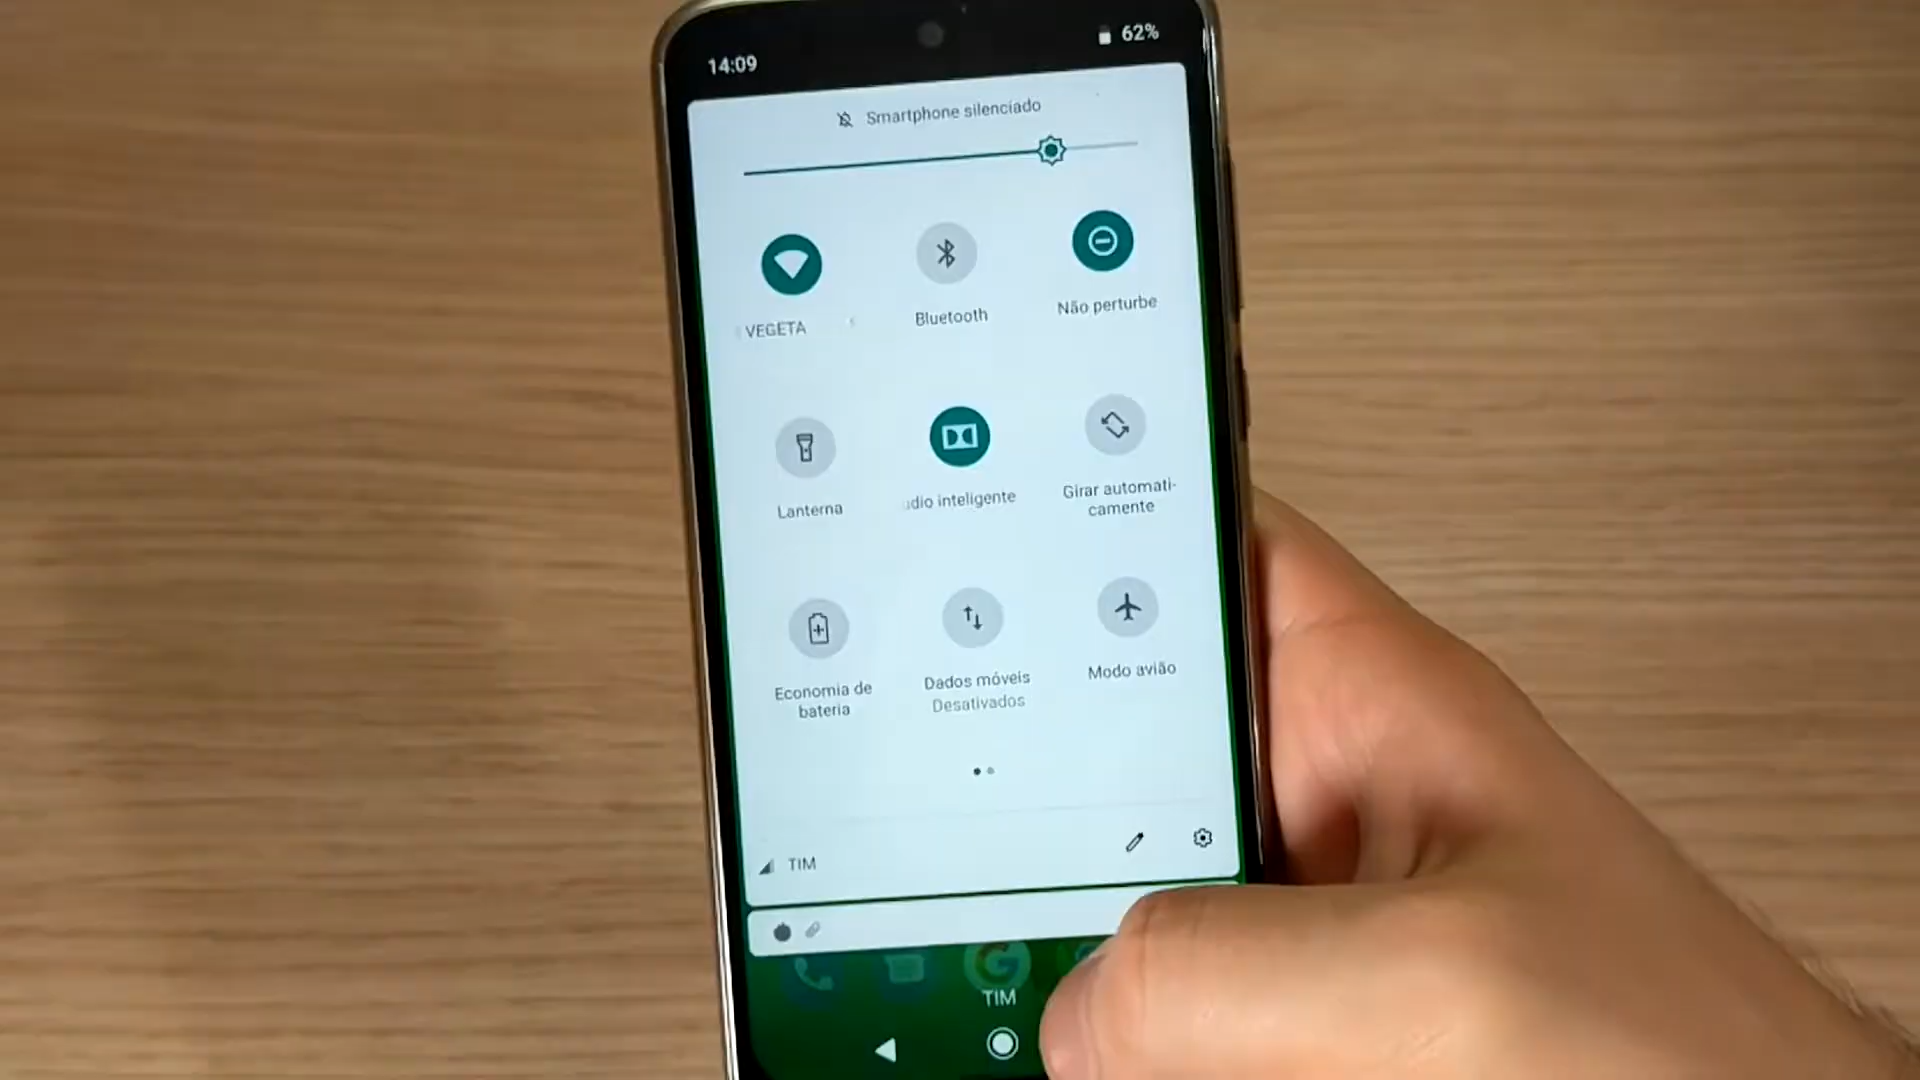 14:09
62%
Smartphone silenciado
VEGETA
Bluetooth
Não perturbe
Lanterna
udio inteligente
Girar automati-
camente
Economia de
bateria
Dados móveis
Desativados
Modo avião
TIM
TIM